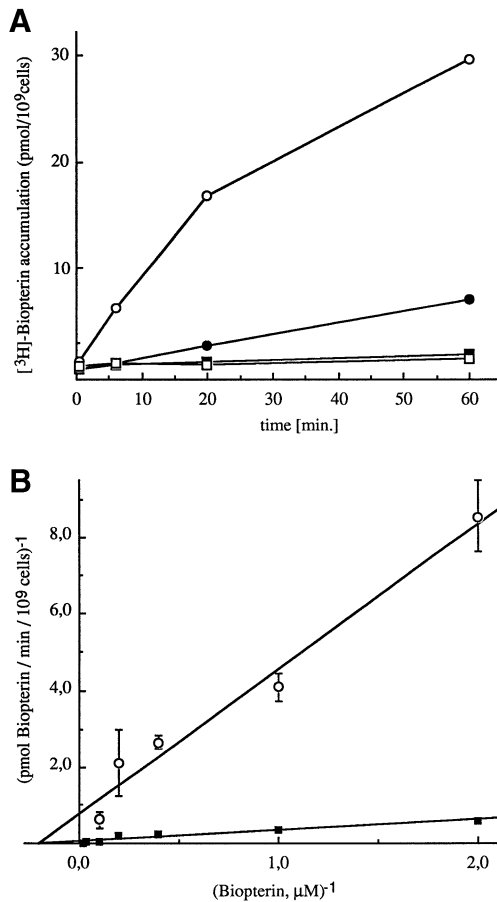 A
[³H]-Biopterin accumulation (pmol/10⁹cells)
30
20
10
0 10 20 30 40 50 60
time [min.]
B
(pmol Biopterin / min / 10⁹ cells)⁻¹
8,0
6,0
4,0
2,0
0,0 1,0 2,0
(Biopterin, μM)⁻¹